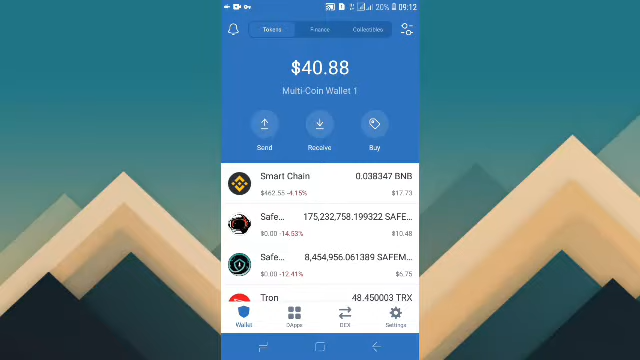 20% 09:12
Tokens Finance Collectibles
$40.88
Multi-Coin Wallet 1
Send Receive Buy
Smart Chain 0.038347 BNB
$462.55 -4.15% $17.73
Safe... 175,232,758.199322 SAFE...
$0.00 -14.53% $10.48
Safe... 8,454,956.061389 SAFEM...
$0.00 -12.41% $6.75
Tron 48.450003 TRX
Wallet DApps DEX Settings